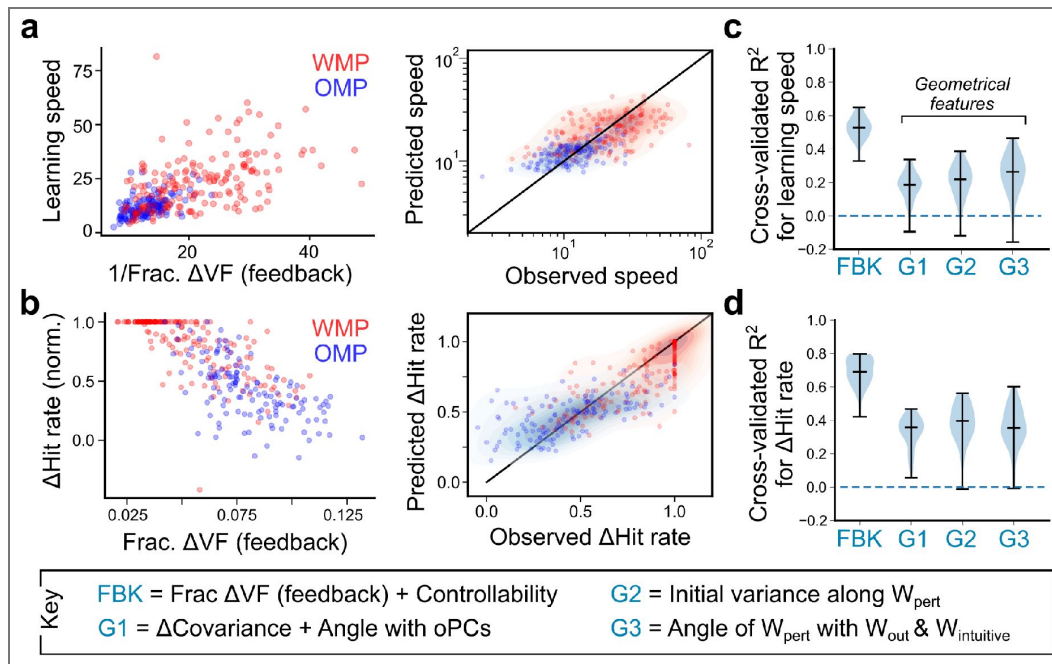 a
Learning speed
75
50
25
0
WMP
OMP
20
40
1/Frac. ΔVF (feedback)
Predicted speed
10²
10¹
10¹
10²
Observed speed
c
Cross-validated R²
for learning speed
1.0
0.8
0.6
0.4
0.2
0.0
-0.2
Geometrical
features
FBK G1 G2 G3
b
ΔHit rate (norm.)
1.0
0.5
0.0
WMP
OMP
0.025
0.075
0.125
Frac. ΔVF (feedback)
Predicted ΔHit rate
1.0
0.5
0.0
0.0
0.5
1.0
Observed ΔHit rate
d
Cross-validated R²
for ΔHit rate
1.0
0.8
0.6
0.4
0.2
0.0
-0.2
FBK G1 G2 G3
Key
FBK = Frac ΔVF (feedback) + Controllability
G1 = ΔCovariance + Angle with oPCs
G2 = Initial variance along Wpert
G3 = Angle of Wpert with Wout & Wintuitive